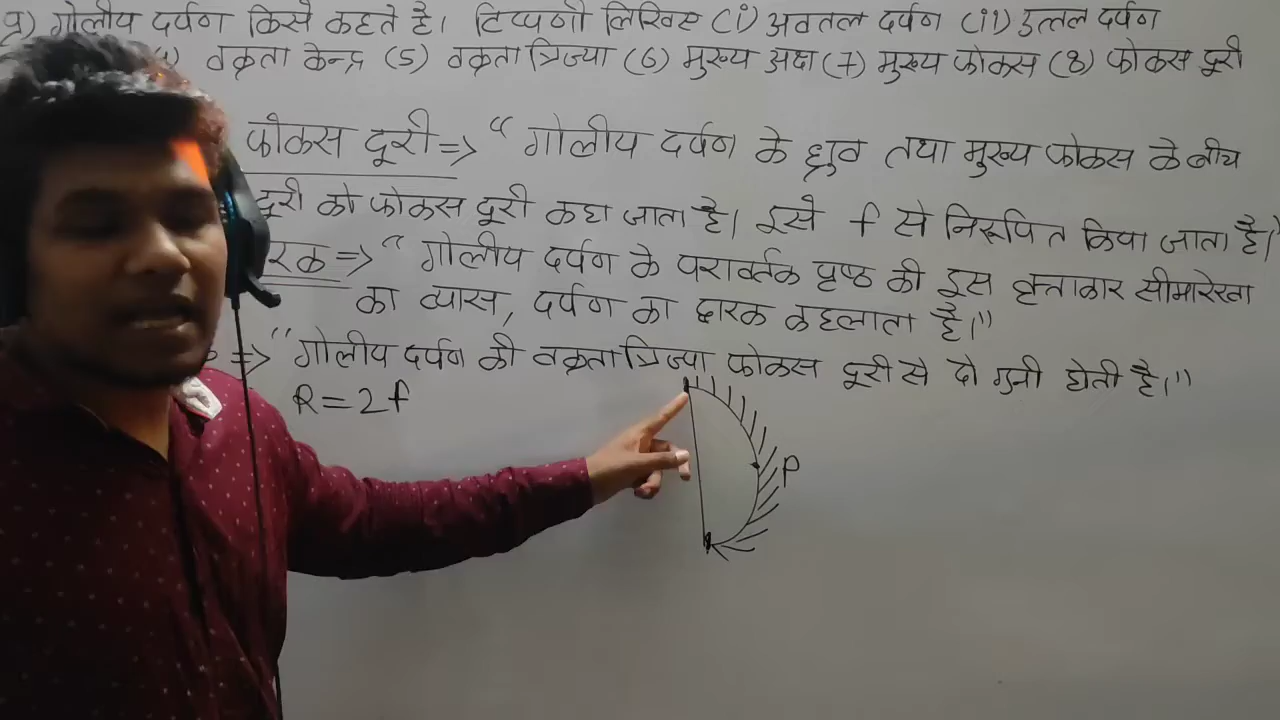 प्र) गोलीय दर्पण किसे कहते है। टिप्पणी लिखिए (i) अवतल दर्पण (ii) उत्तल दर्पण
वक्रता केन्द्र (5) वक्रता त्रिज्या (6) मुख्य अक्ष (7) मुख्य फोकस (8) फोकस दूरी
फोकस दूरी => "गोलीय दर्पण के ध्रुव तथा मुख्य फोकस के बीच
दूरी को फोकस दूरी कहा जाता है। इसे f से निरूपित किया जाता है।"
रक => "गोलीय दर्पण के परावर्तक पृष्ठ की इस वृत्ताकार सीमारेखा
का व्यास, दर्पण का द्वारक कहलाता है।"
=> "गोलीय दर्पण की वक्रता त्रिज्या फोकस दूरी से दो गुनी होती है।"
R = 2f
P